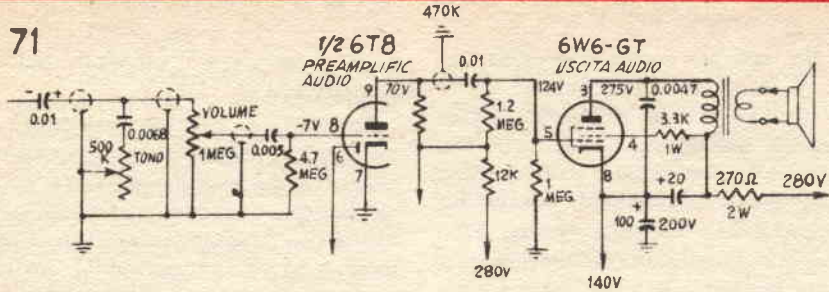 71
470K
1/2 6T8
PREAMPLIFIC
AUDIO
6W6-GT
USCITA AUDIO
0.01
9
70V
0.01
124V
3
275V
0.0047
VOLUME
0.0068
500
K
TONO
1MEG.
0.005
-7V
8
6
7
4.7
MEG
1.2
MEG.
12K
5
1
MEG.
4
8
3.3K
1W
+20
270Ω
2W
280V
+
100
200V
280V
140V
- +